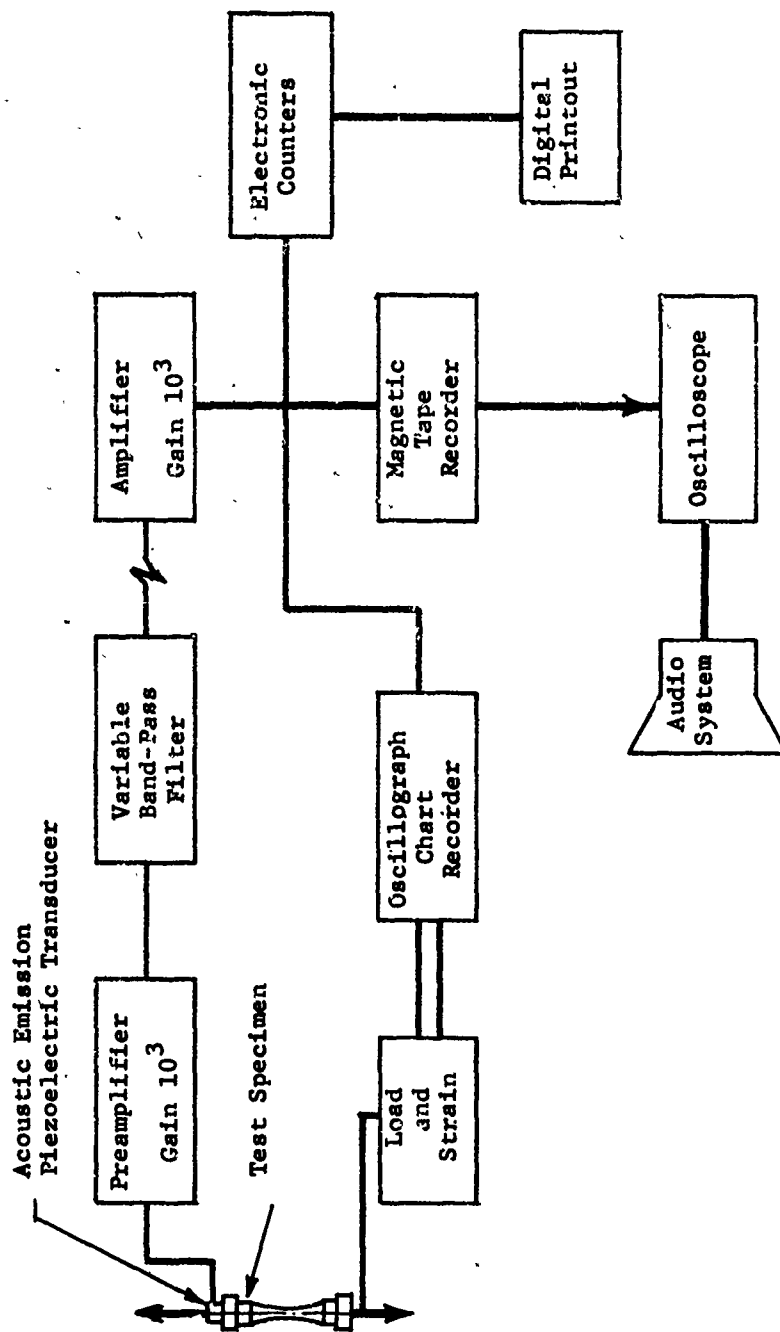 Acoustic Emission
Piezoelectric Transducer
Preamplifier
Gain 10³
Variable
Band-Pass
Filter
Amplifier
Gain 10³
Electronic
Counters
Test Specimen
Load
and
Strain
Oscillograph
Chart
Recorder
Magnetic
Tape
Recorder
Digital
Printout
Audio
System
Oscilloscope